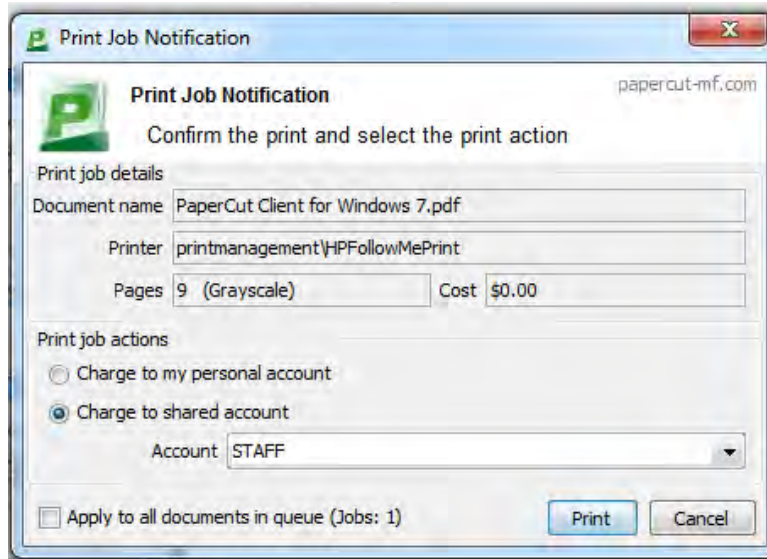 Print Job Notification
Print Job Notification
papercut-mf.com
Confirm the print and select the print action
Print job details
Document name PaperCut Client for Windows 7.pdf
Printer printmanagement\HPFollowMePrint
Pages 9 (Grayscale) Cost $0.00
Print job actions
Charge to my personal account
Charge to shared account
Account STAFF
Apply to all documents in queue (Jobs: 1) Print Cancel